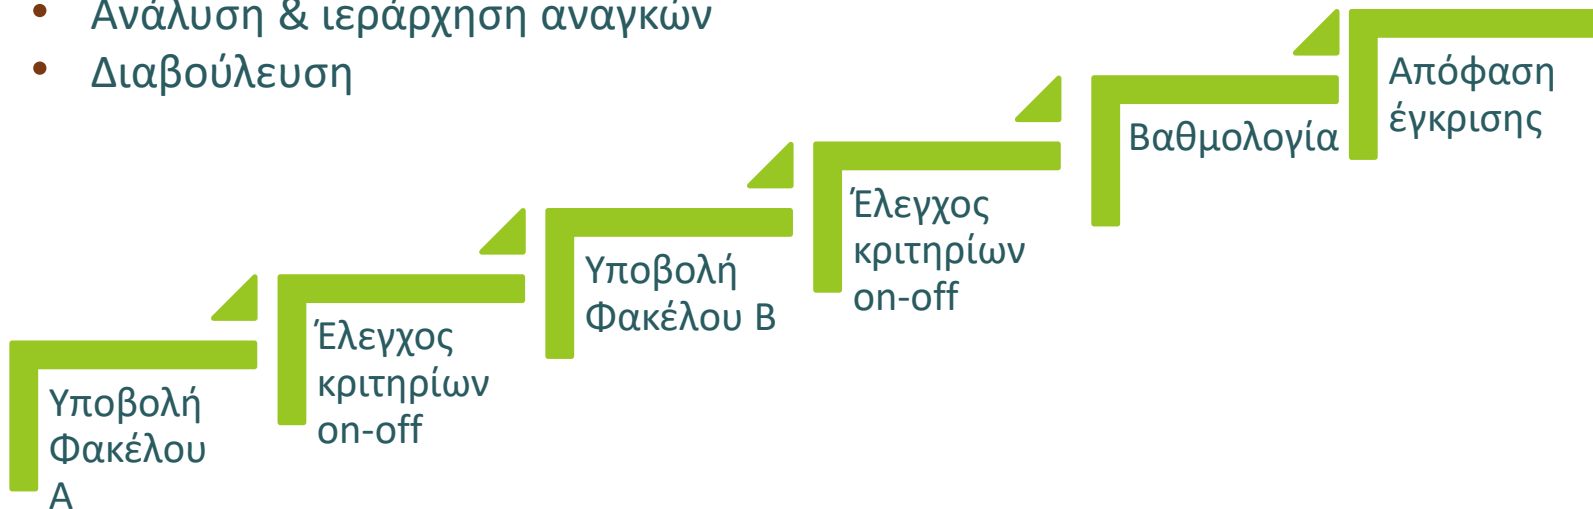 • Ανάλυση & ιεράρχηση αναγκών
• Διαβούλευση
Υποβολή
Φακέλου
Α
Έλεγχος
κριτηρίων
on-off
Υποβολή
Φακέλου Β
Έλεγχος
κριτηρίων
on-off
Βαθμολογία
Απόφαση
έγκρισης